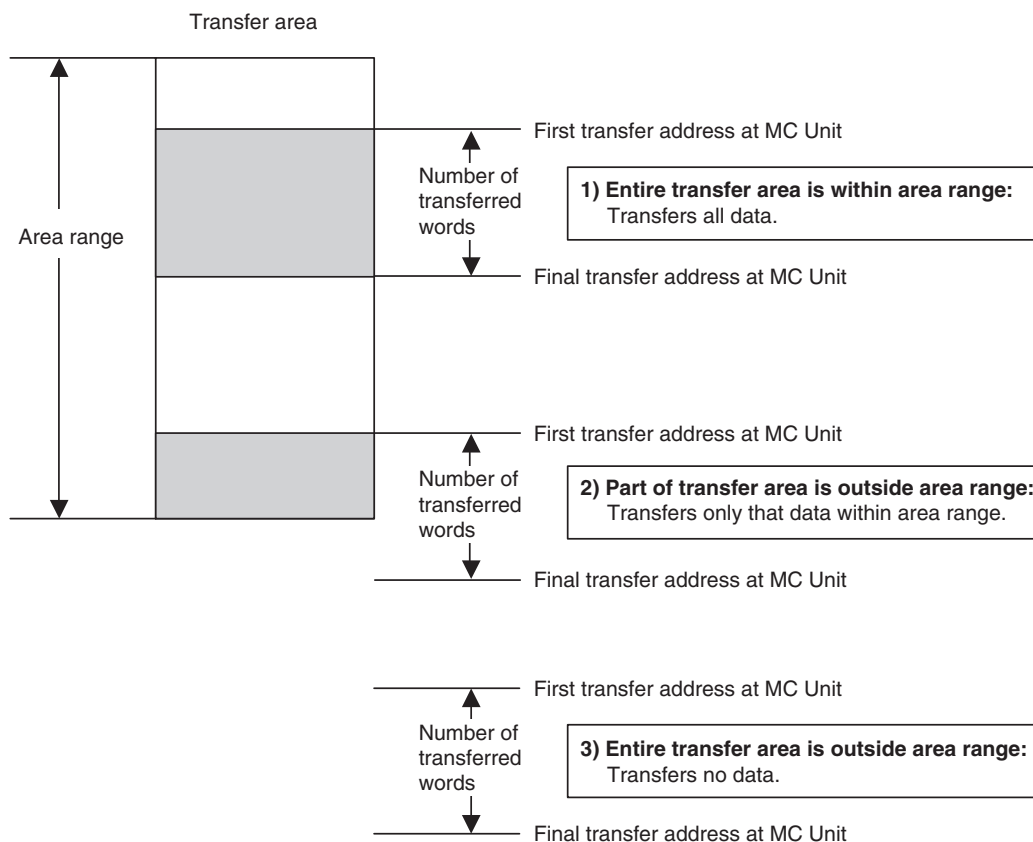 Transfer area
First transfer address at MC Unit
Number of
transferred
words
1) Entire transfer area is within area range:
Transfers all data.
Area range
Final transfer address at MC Unit
First transfer address at MC Unit
Number of
transferred
words
2) Part of transfer area is outside area range:
Transfers only that data within area range.
Final transfer address at MC Unit
First transfer address at MC Unit
Number of
transferred
words
3) Entire transfer area is outside area range:
Transfers no data.
Final transfer address at MC Unit